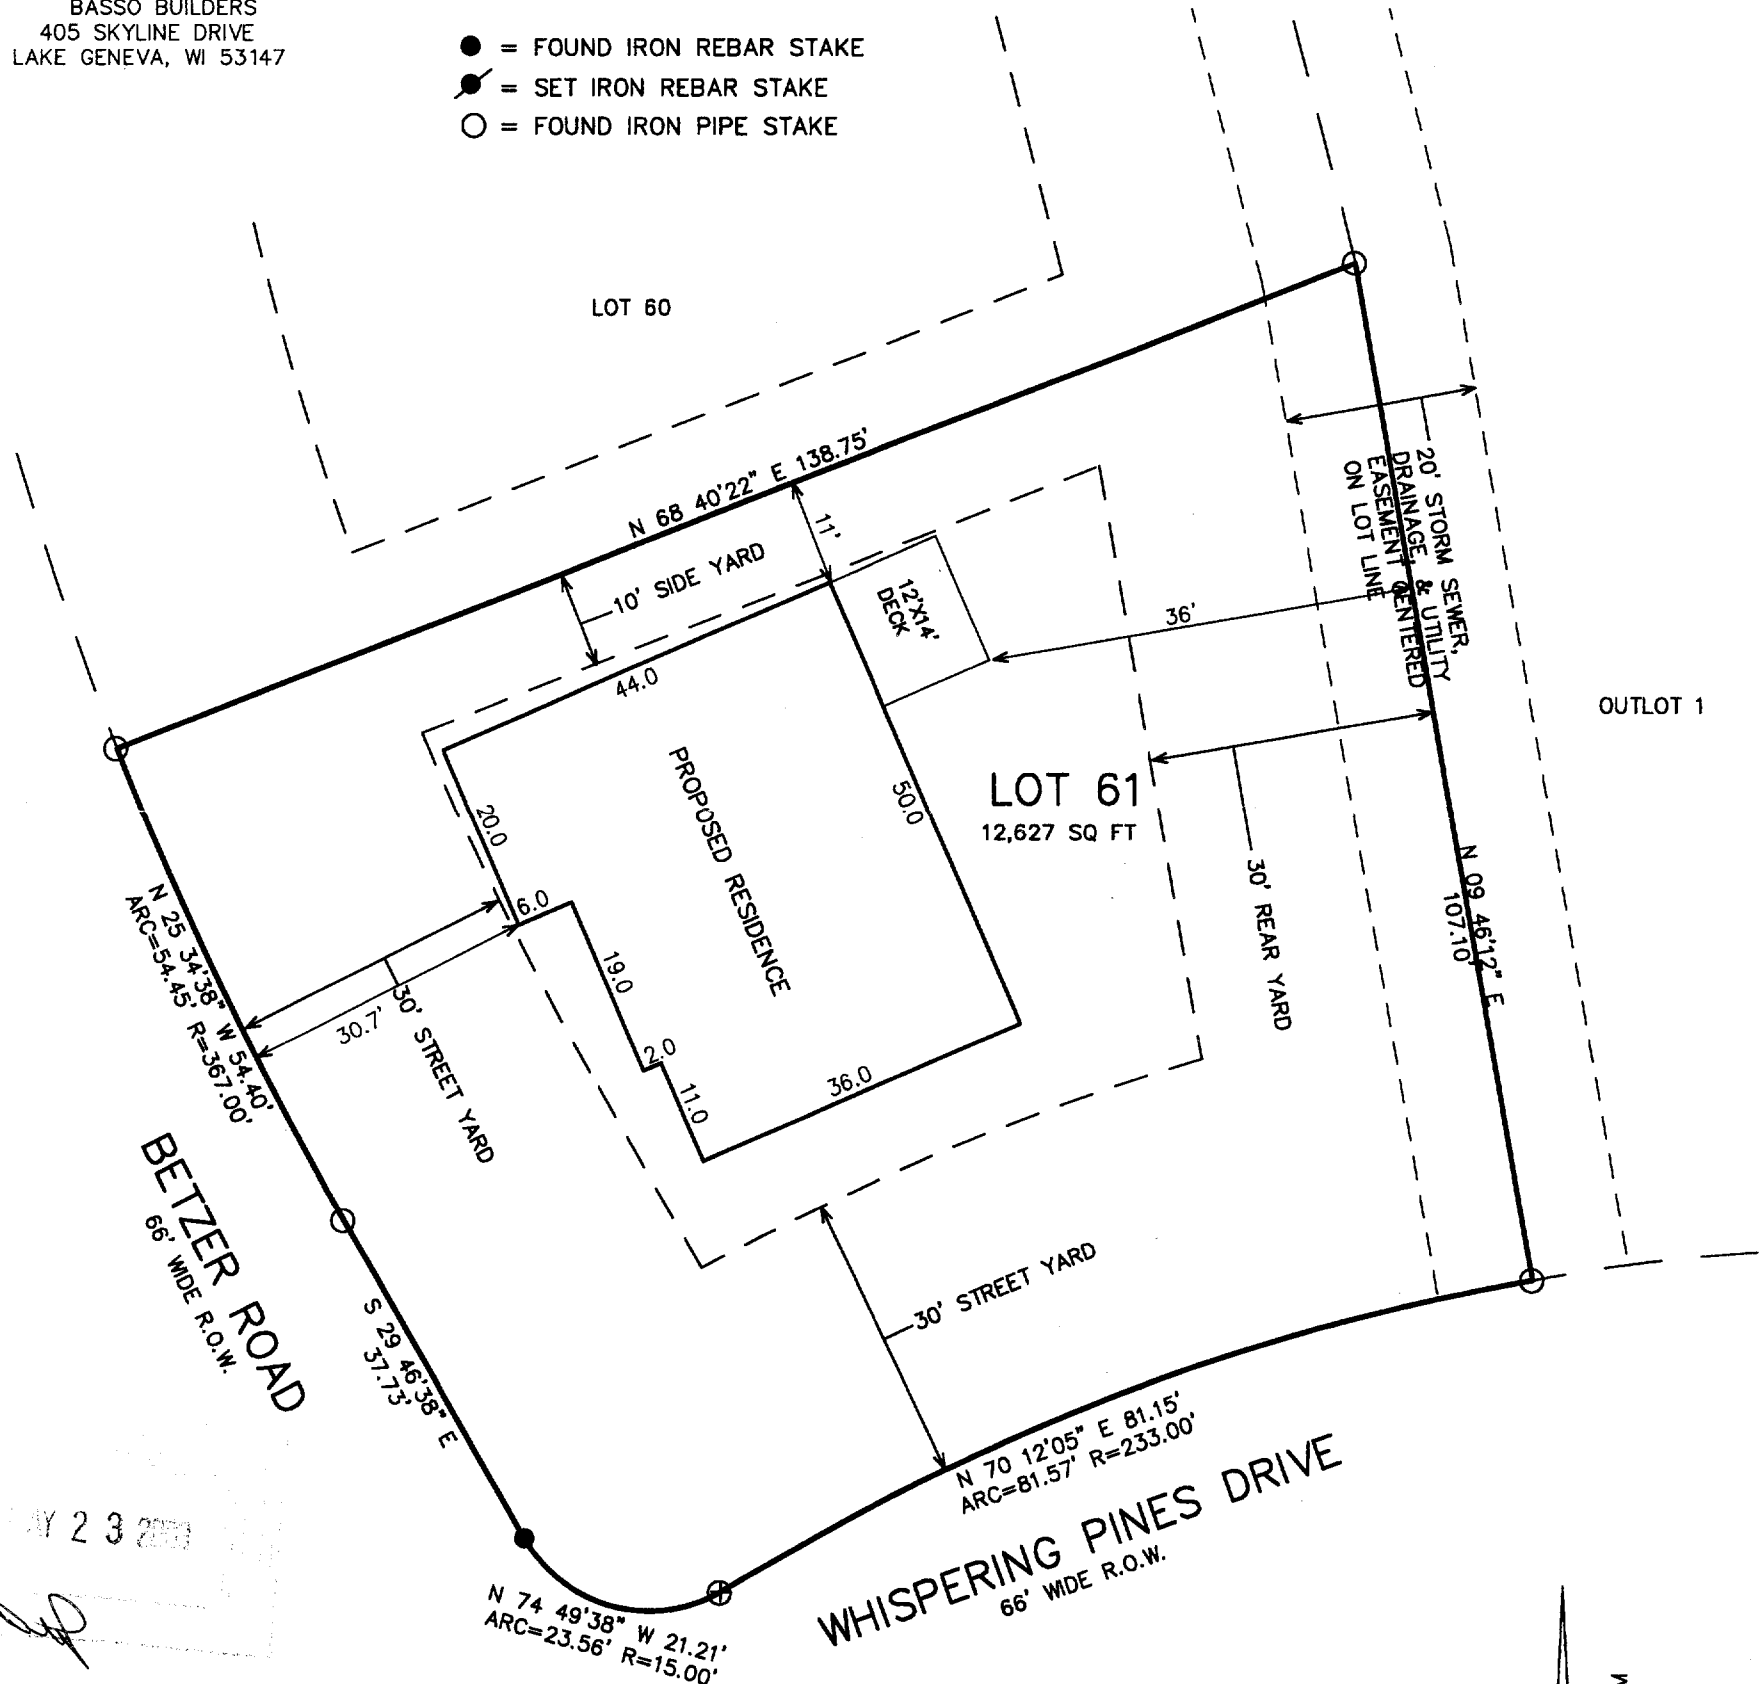 BASSO BUILDERS
405 SKYLINE DRIVE
LAKE GENEVA, WI 53147
= FOUND IRON REBAR STAKE
= SET IRON REBAR STAKE
= FOUND IRON PIPE STAKE
LOT 60
N 68 40'22" E 138.75'
11'
10' SIDE YARD
12'X14'
DECK
36'
20' STORM SEWER,
DRAINAGE, & UTILITY
EASEMENT CENTERED
ON LOT LINE
OUTLOT 1
44.0
PROPOSED RESIDENCE
50.0
LOT 61
12,627 SQ FT
20.0
6.0
19.0
2.0
11.0
36.0
30' REAR YARD
N 09 46'12" E
107.10'
N 25 34'38" W 54.40'
ARC=54.45' R=367.00'
30.7'
30' STREET YARD
BETZER ROAD
66' WIDE R.O.W.
S 29 46'38" E
37.73'
30' STREET YARD
N 70 12'05" E 81.15'
ARC=81.57' R=233.00'
WHISPERING PINES DRIVE
66' WIDE R.O.W.
N 74 49'38" W 21.21'
ARC=23.56' R=15.00'
23